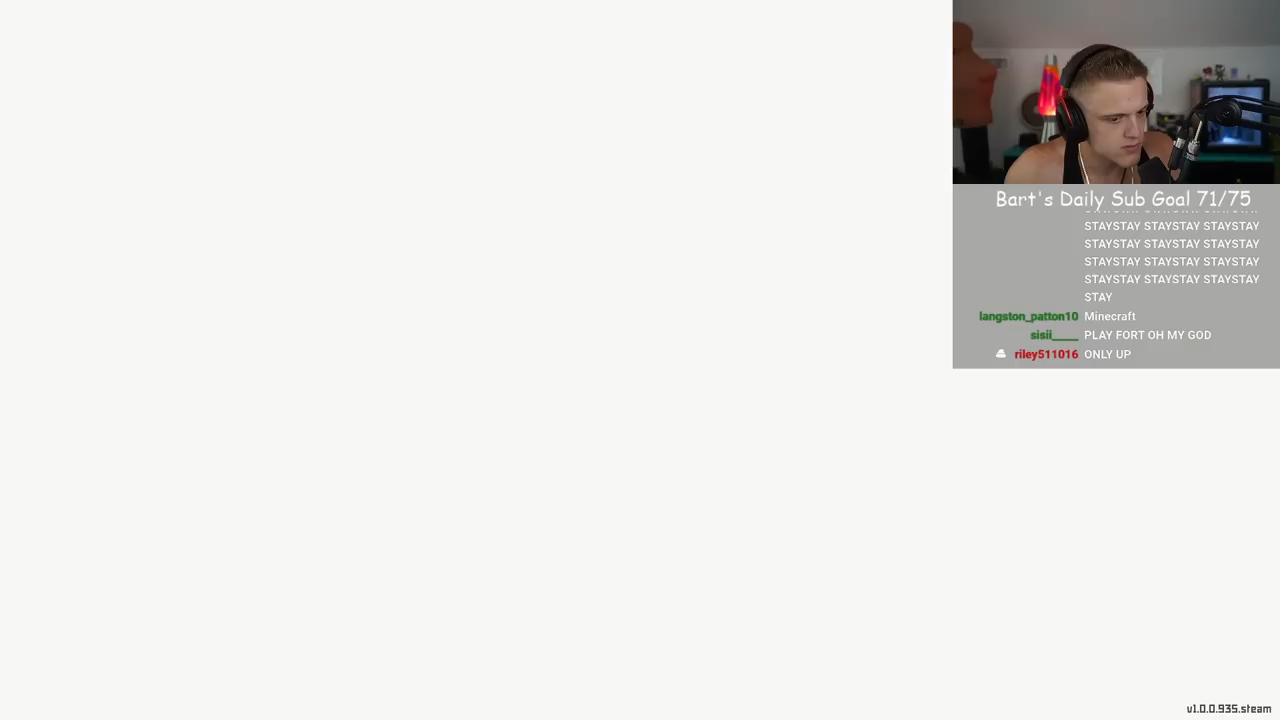 Bart's Daily Sub Goal 71/75
STAYSTAY STAYSTAY STAYSTAY
STAYSTAY STAYSTAY STAYSTAY
STAYSTAY STAYSTAY STAYSTAY
STAYSTAY STAYSTAY STAYSTAY
STAY
langston_patton10 Minecraft
sisii_____ PLAY FORT OH MY GOD
riley511016 ONLY UP
v1.0.0.935.steam